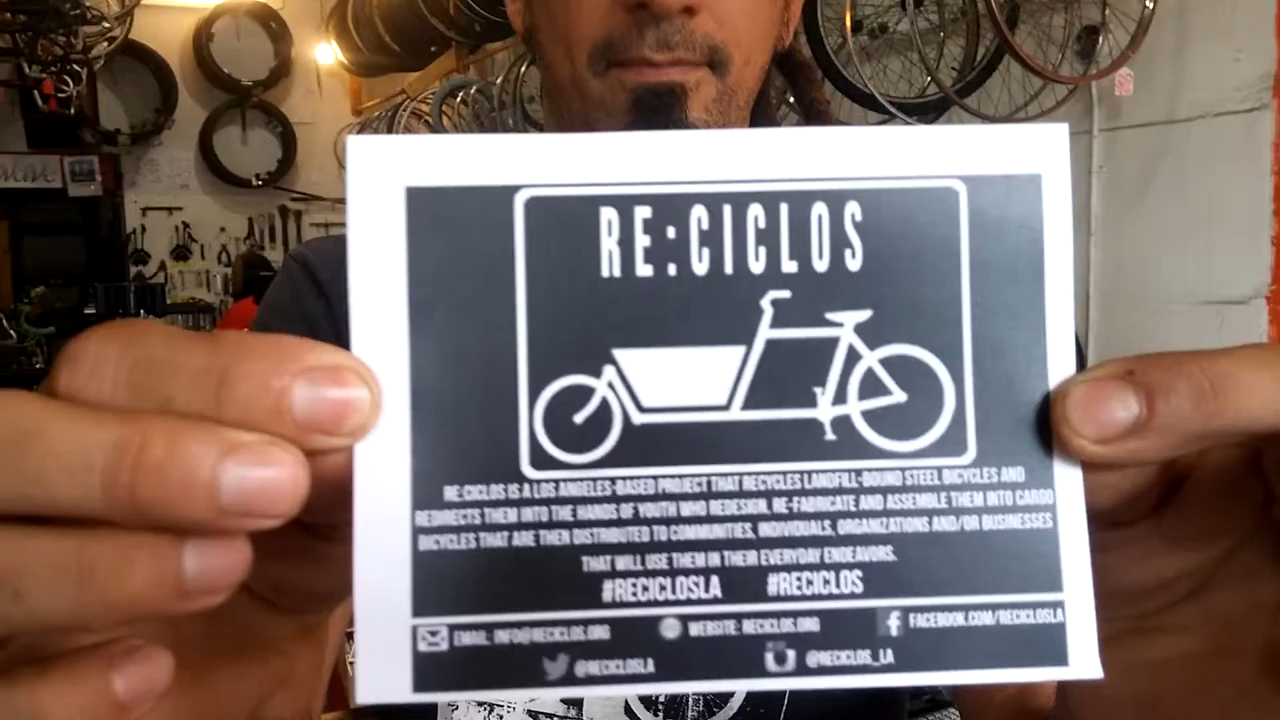 RE:CICLOS
RE:CICLOS IS A LOS ANGELES-BASED PROJECT THAT RECYCLES LANDFILL-BOUND STEEL BICYCLES AND
REDIRECTS THEM INTO THE HANDS OF YOUTH WHO REDESIGN, RE-FABRICATE AND ASSEMBLE THEM INTO CARGO
BICYCLES THAT ARE THEN DISTRIBUTED TO COMMUNITIES, INDIVIDUALS, ORGANIZATIONS AND/OR BUSINESSES
THAT WILL USE THEM IN THEIR EVERYDAY ENDEAVORS.
#RECICLOSLA #RECICLOS
EMAIL: INFO@RECICLOS.ORG WEBSITE: RECICLOS.ORG FACEBOOK.COM/RECICLOSLA
@RECICLOSLA @RECICLOS_LA